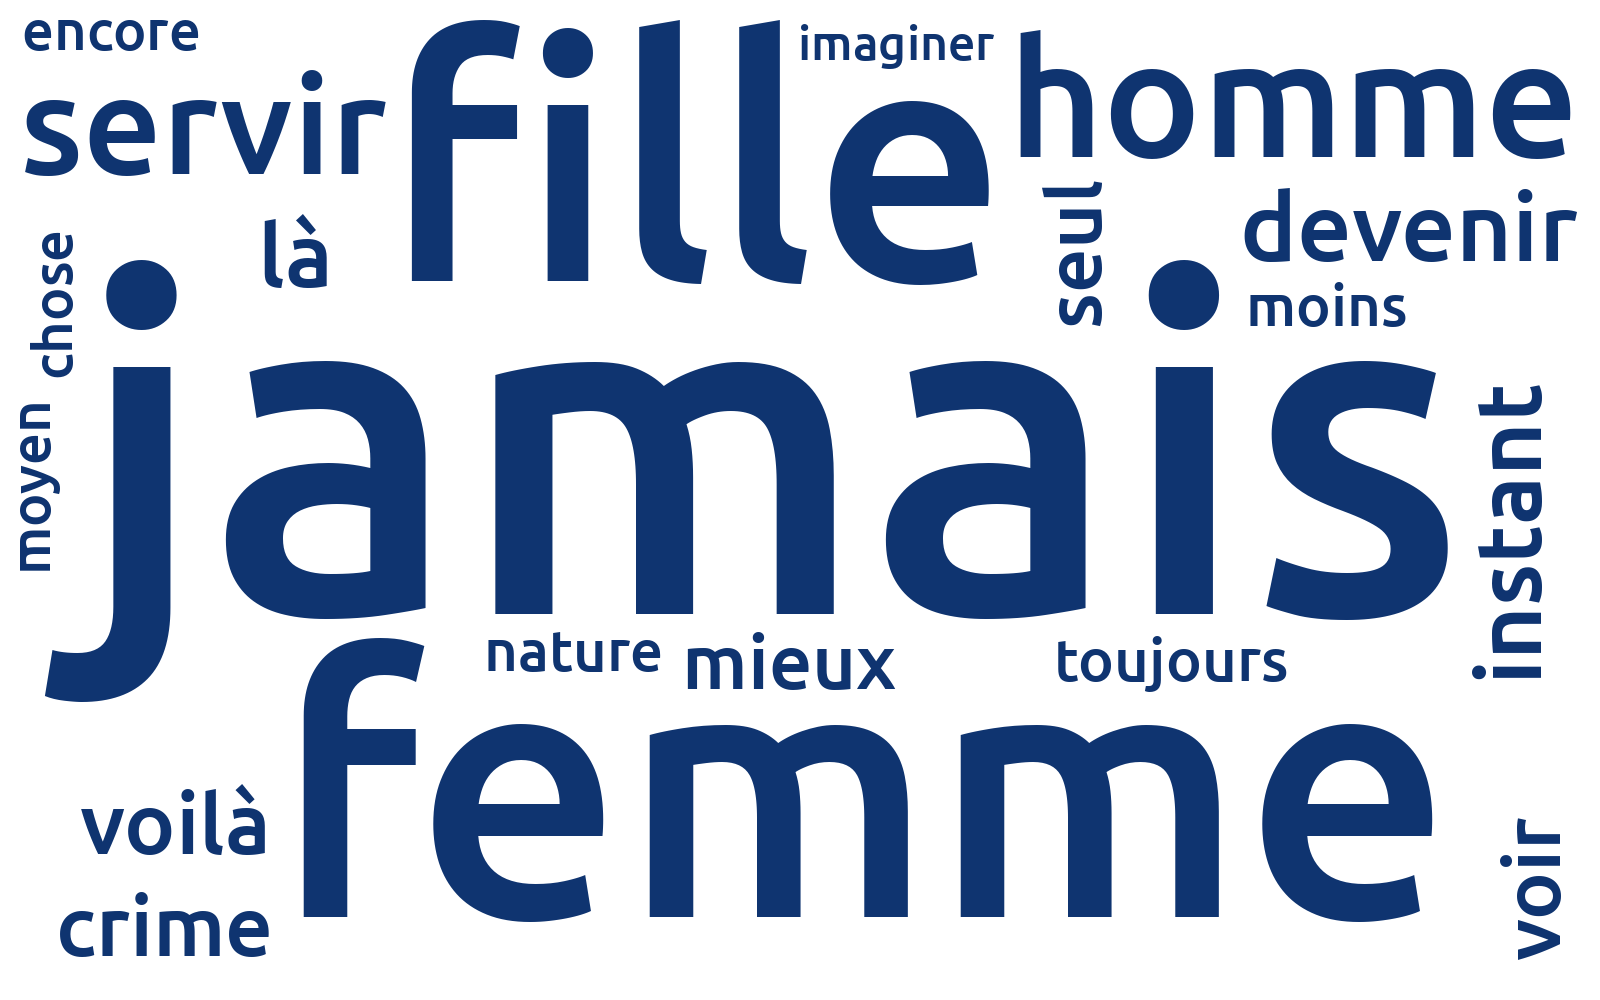 encore
servir
fille
imaginer
homme
là
chose
seul
devenir
moins
jamais
moyen
instant
nature
mieux
toujours
femme
voilà
crime
voir